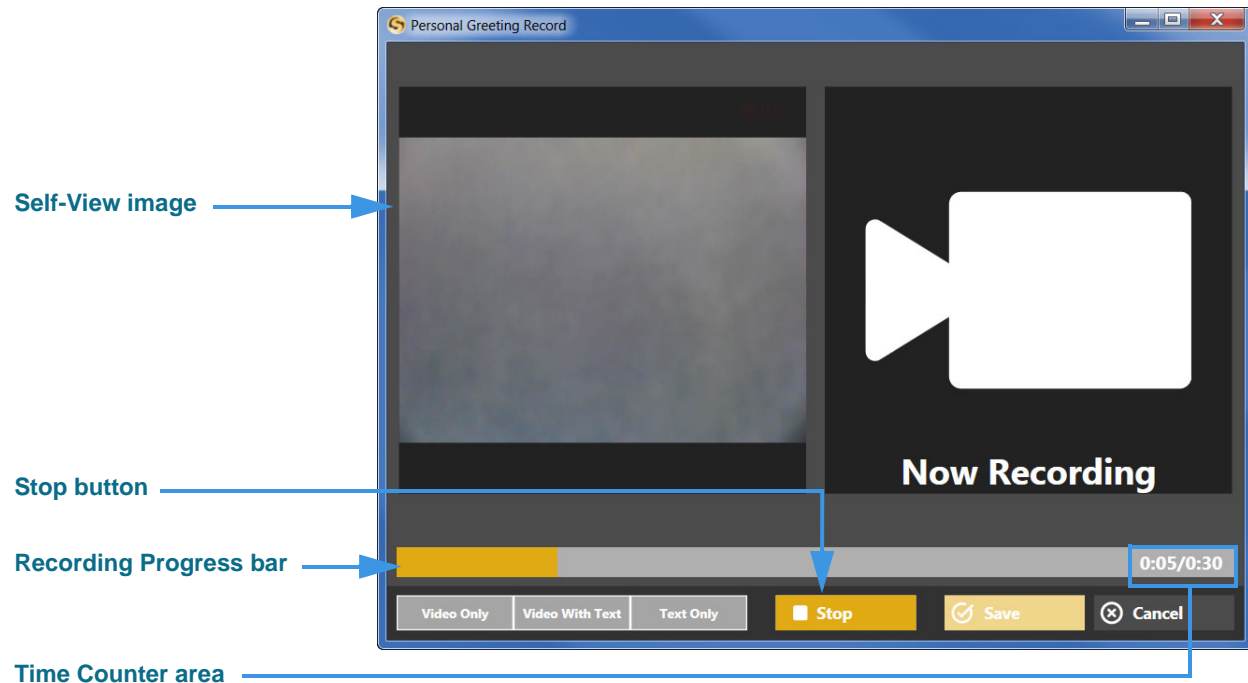 Personal Greeting Record
Self-View image
Now Recording
Stop button
Recording Progress bar
0:05/0:30
Video Only
Video With Text
Text Only
Stop
Save
Cancel
Time Counter area